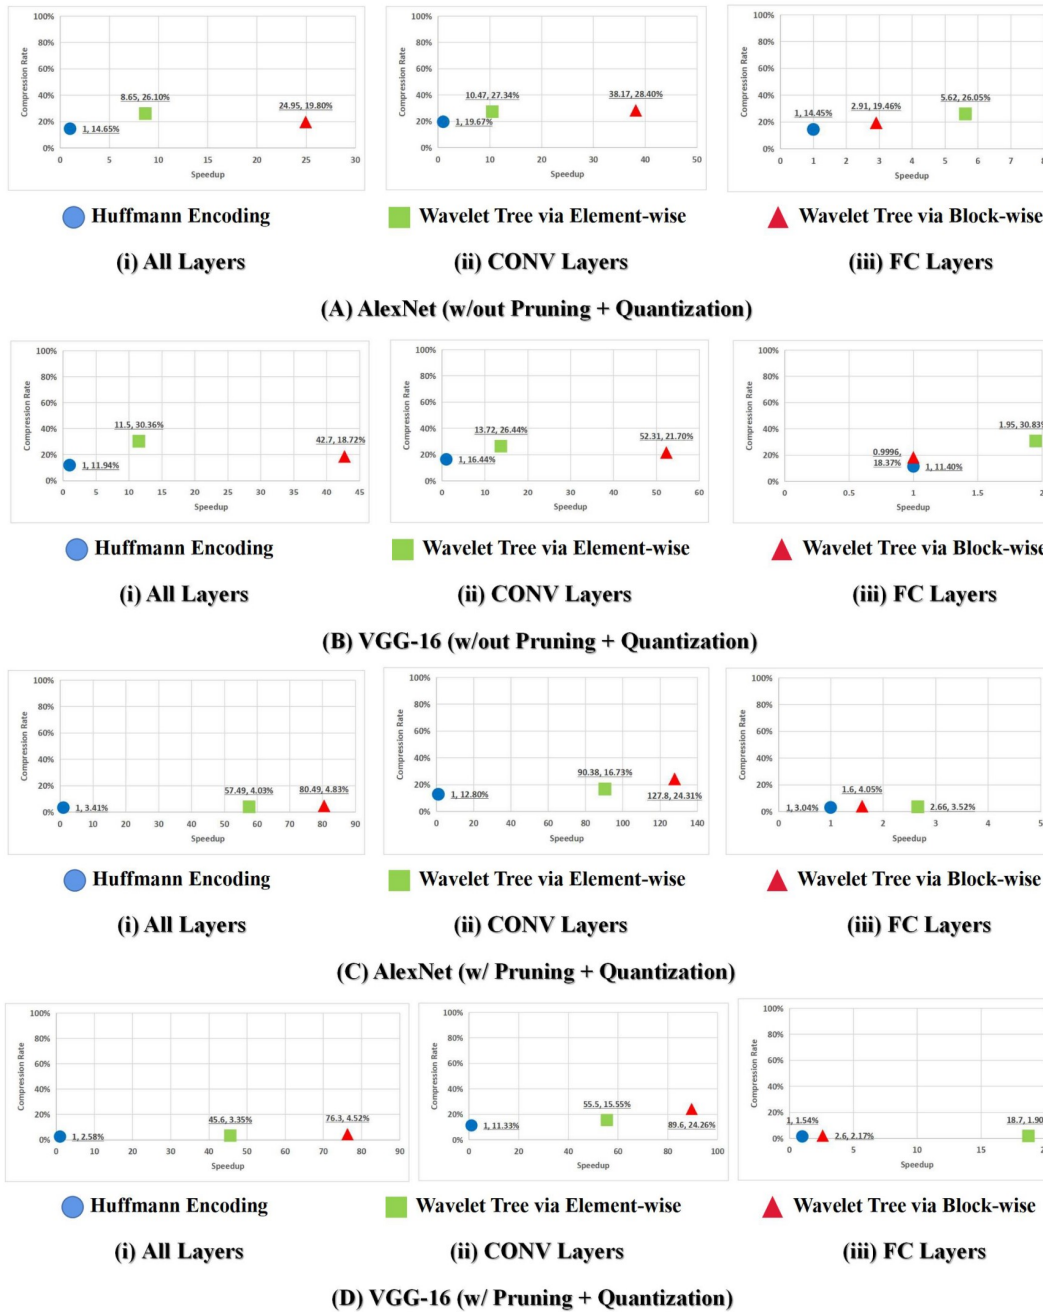 100%
80%
60%
40%
20%
0%
Compression Rate
8.65, 26.10%
24.95, 19.80%
1, 14.65%
0 5 10 15 20 25 30
Speedup
100%
80%
60%
40%
20%
0%
Compression Rate
10.47, 27.34%
38.17, 28.40%
1, 19.67%
0 10 20 30 40 50
Speedup
100%
80%
60%
40%
20%
0%
Compression Rate
1, 14.45%
2.91, 19.46%
5.62, 26.05%
0 1 2 3 4 5 6 7 8
Speedup
Huffmann Encoding
Wavelet Tree via Element-wise
Wavelet Tree via Block-wise
(i) All Layers
(ii) CONV Layers
(iii) FC Layers
(A) AlexNet (w/out Pruning + Quantization)
100%
80%
60%
40%
20%
0%
Compression Rate
11.5, 30.36%
42.7, 18.72%
1, 11.94%
0 5 10 15 20 25 30 35 40 45
Speedup
100%
80%
60%
40%
20%
0%
Compression Rate
13.72, 26.44%
52.31, 21.70%
1, 16.44%
0 10 20 30 40 50 60
Speedup
100%
80%
60%
40%
20%
0%
Compression Rate
1.95, 30.83%
0.9996,
18.37%
1, 11.40%
0 0.5 1 1.5
Speedup
Huffmann Encoding
Wavelet Tree via Element-wise
Wavelet Tree via Block-wise
(i) All Layers
(ii) CONV Layers
(iii) FC Layers
(B) VGG-16 (w/out Pruning + Quantization)
100%
80%
60%
40%
20%
0%
Compression Rate
57.49, 4.03%
80.49, 4.83%
1, 3.41%
0 10 20 30 40 50 60 70 80 90
Speedup
100%
80%
60%
40%
20%
0%
Compression Rate
90.38, 16.73%
1, 12.80%
127.8, 24.31%
0 20 40 60 80 100 120 140
Speedup
100%
80%
60%
40%
20%
0%
Compression Rate
1.6, 4.05%
1, 3.04%
2.66, 3.52%
0 1 2 3 4 5
Speedup
Huffmann Encoding
Wavelet Tree via Element-wise
Wavelet Tree via Block-wise
(i) All Layers
(ii) CONV Layers
(iii) FC Layers
(C) AlexNet (w/ Pruning + Quantization)
100%
80%
60%
40%
20%
0%
Compression Rate
45.6, 3.35%
76.3, 4.52%
1, 2.58%
0 10 20 30 40 50 60 70 80 90
Speedup
100%
80%
60%
40%
20%
0%
Compression Rate
55.5, 15.55%
1, 11.33%
89.6, 24.26%
0 20 40 60 80 100
Speedup
100%
80%
60%
40%
20%
0%
Compression Rate
1, 1.54%
18.7, 1.90
2.6, 2.17%
0 5 10 15
Speedup
Huffmann Encoding
Wavelet Tree via Element-wise
Wavelet Tree via Block-wise
(i) All Layers
(ii) CONV Layers
(iii) FC Layers
(D) VGG-16 (w/ Pruning + Quantization)